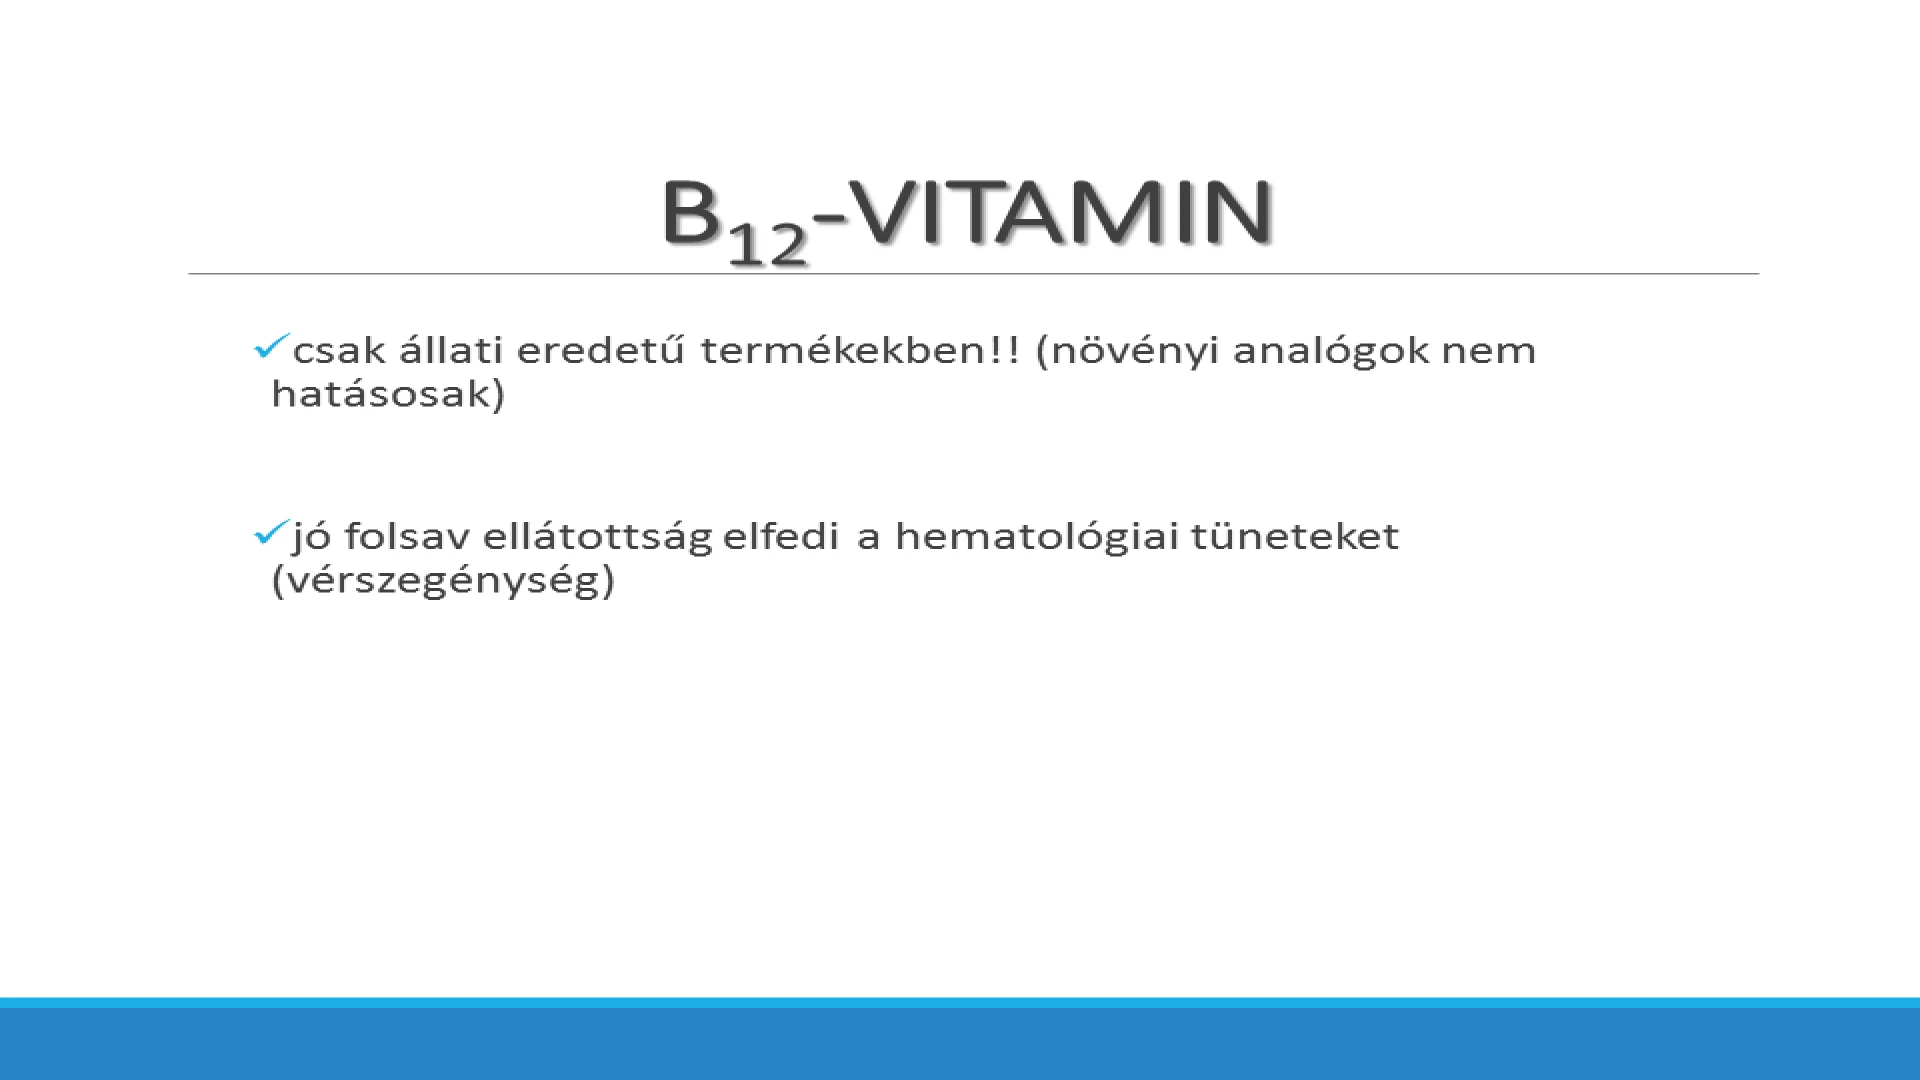 B₁₂-VITAMIN
✓csak állati eredetű termékekben!! (növényi analógok nem
hatásosak)
✓jó folsav ellátottság elfedi a hematológiai tüneteket
(vérszegénység)